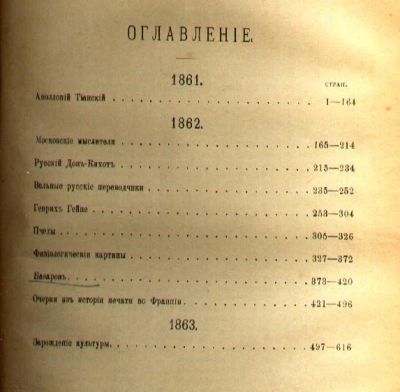 ОГЛАВЛЕНІЕ.
1861.
СТРАН.
Аполлоній Тіанскій . . . . . . . . . . . . . . . . 1—164
1862.
Московскіе мыслители . . . . . . . . . . . . . . . 165—214
Русскій Донъ-Кихотъ . . . . . . . . . . . . . . . 215—234
Вольные русскіе переводчики . . . . . . . . . . . . 235—252
Генрихъ Гейне . . . . . . . . . . . . . . . . . . 253—304
Пчелы . . . . . . . . . . . . . . . . . . . . . 305—326
Физіологическія картины . . . . . . . . . . . . . . 327—372
Базаровъ. . . . . . . . . . . . . . . . . . . . . 373—420
Очерки изъ исторіи печати во Франціи . . . . . . . . . 421—496
1863.
Зарожденіе культуры. . . . . . . . . . . . . . . . 497—616